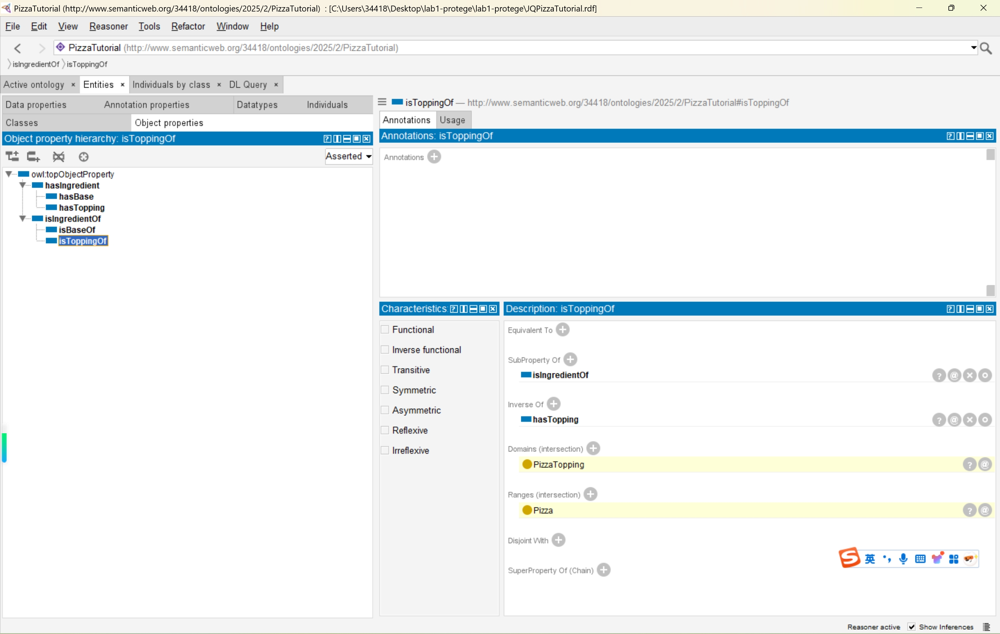 PizzaTutorial (http://www.semanticweb.org/34418/ontologies/2025/2/PizzaTutorial) : [C:\Users\34418\Desktop\lab1-protege\lab1-protege\JQPizzaTutorial.rdf]
File Edit View Reasoner Tools Refactor Window Help
PizzaTutorial (http://www.semanticweb.org/34418/ontologies/2025/2/PizzaTutorial)
isIngredientOf isToppingOf
Active ontology × Entities × Individuals by class × DL Query ×
Data properties Annotation properties Datatypes Individuals
Classes Object properties
Object property hierarchy: isToppingOf
Asserted
owl:topObjectProperty
hasIngredient
hasBase
hasTopping
isIngredientOf
isBaseOf
isToppingOf
isToppingOf — http://www.semanticweb.org/34418/ontologies/2025/2/PizzaTutorial#isToppingOf
Annotations Usage
Annotations: isToppingOf
Annotations
Characteristics:
Functional
Inverse functional
Transitive
Symmetric
Asymmetric
Reflexive
Irreflexive
Description: isToppingOf
Equivalent To
SubProperty Of
isIngredientOf
Inverse Of
hasTopping
Domains (intersection)
PizzaTopping
Ranges (intersection)
Pizza
Disjoint With
SuperProperty Of (Chain)
英
Reasoner active Show Inferences